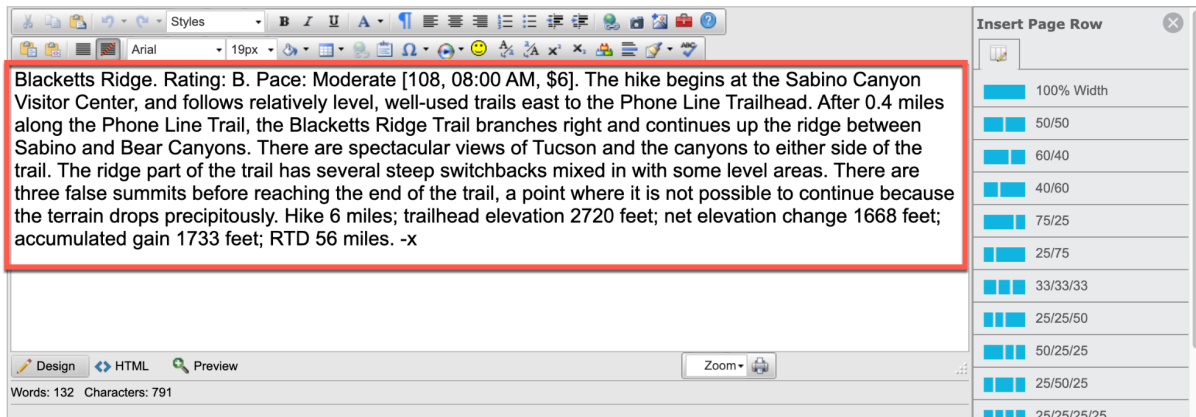 Styles
B I U A
Insert Page Row
Arial
19px
Blacketts Ridge. Rating: B. Pace: Moderate [108, 08:00 AM, $6]. The hike begins at the Sabino Canyon
Visitor Center, and follows relatively level, well-used trails east to the Phone Line Trailhead. After 0.4 miles
along the Phone Line Trail, the Blacketts Ridge Trail branches right and continues up the ridge between
Sabino and Bear Canyons. There are spectacular views of Tucson and the canyons to either side of the
trail. The ridge part of the trail has several steep switchbacks mixed in with some level areas. There are
three false summits before reaching the end of the trail, a point where it is not possible to continue because
the terrain drops precipitously. Hike 6 miles; trailhead elevation 2720 feet; net elevation change 1668 feet;
accumulated gain 1733 feet; RTD 56 miles. -x
Design
HTML
Preview
Zoom
Words: 132 Characters: 791
100% Width
50/50
60/40
40/60
75/25
25/75
33/33/33
25/25/50
50/25/25
25/50/25
25/25/25/25